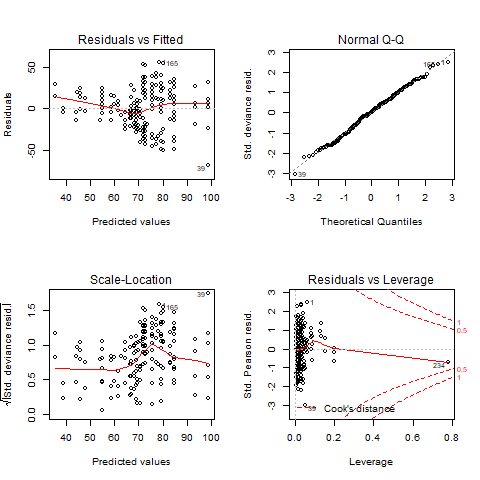 Residuals vs Fitted
Residuals
50
0
-50
165
39
40 50 60 70 80 90 100
Predicted values
Normal Q-Q
Std. deviance resid.
3
2
1
0
-1
-2
-3
1
39
-3 -2 -1 0 1 2 3
Theoretical Quantiles
Scale-Location
√|Std. deviance resid.|
1.5
1.0
0.5
0.0
165
39
40 50 60 70 80 90 100
Predicted values
Residuals vs Leverage
Std. Pearson resid.
3
2
1
0
-1
-2
-3
1
234
39
Cook's distance
1
0.5
0.5
1
0.0 0.2 0.4 0.6 0.8
Leverage